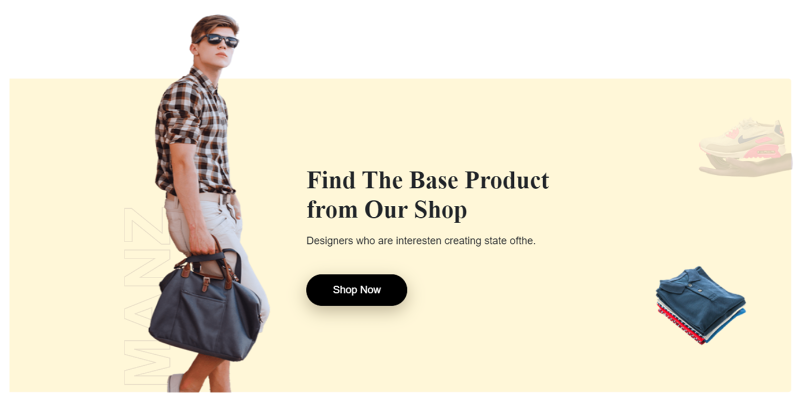 Find The Base Product
from Our Shop
Designers who are interesten creating state ofthe.
Shop Now
MANZ